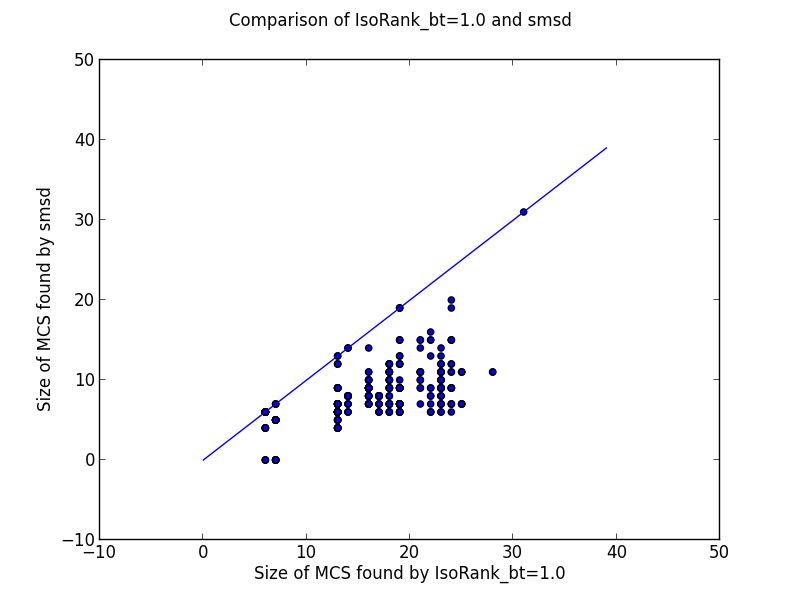 Comparison of IsoRank_bt=1.0 and smsd
50
40
30
20
10
0
−10
Size of MCS found by smsd
−10 0 10 20 30 40 50
Size of MCS found by IsoRank_bt=1.0